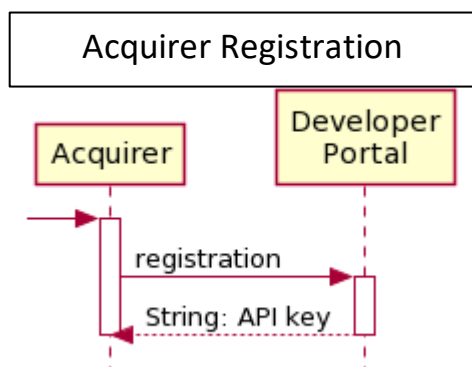 Acquirer Registration
Acquirer
Developer
Portal
registration
String: API key